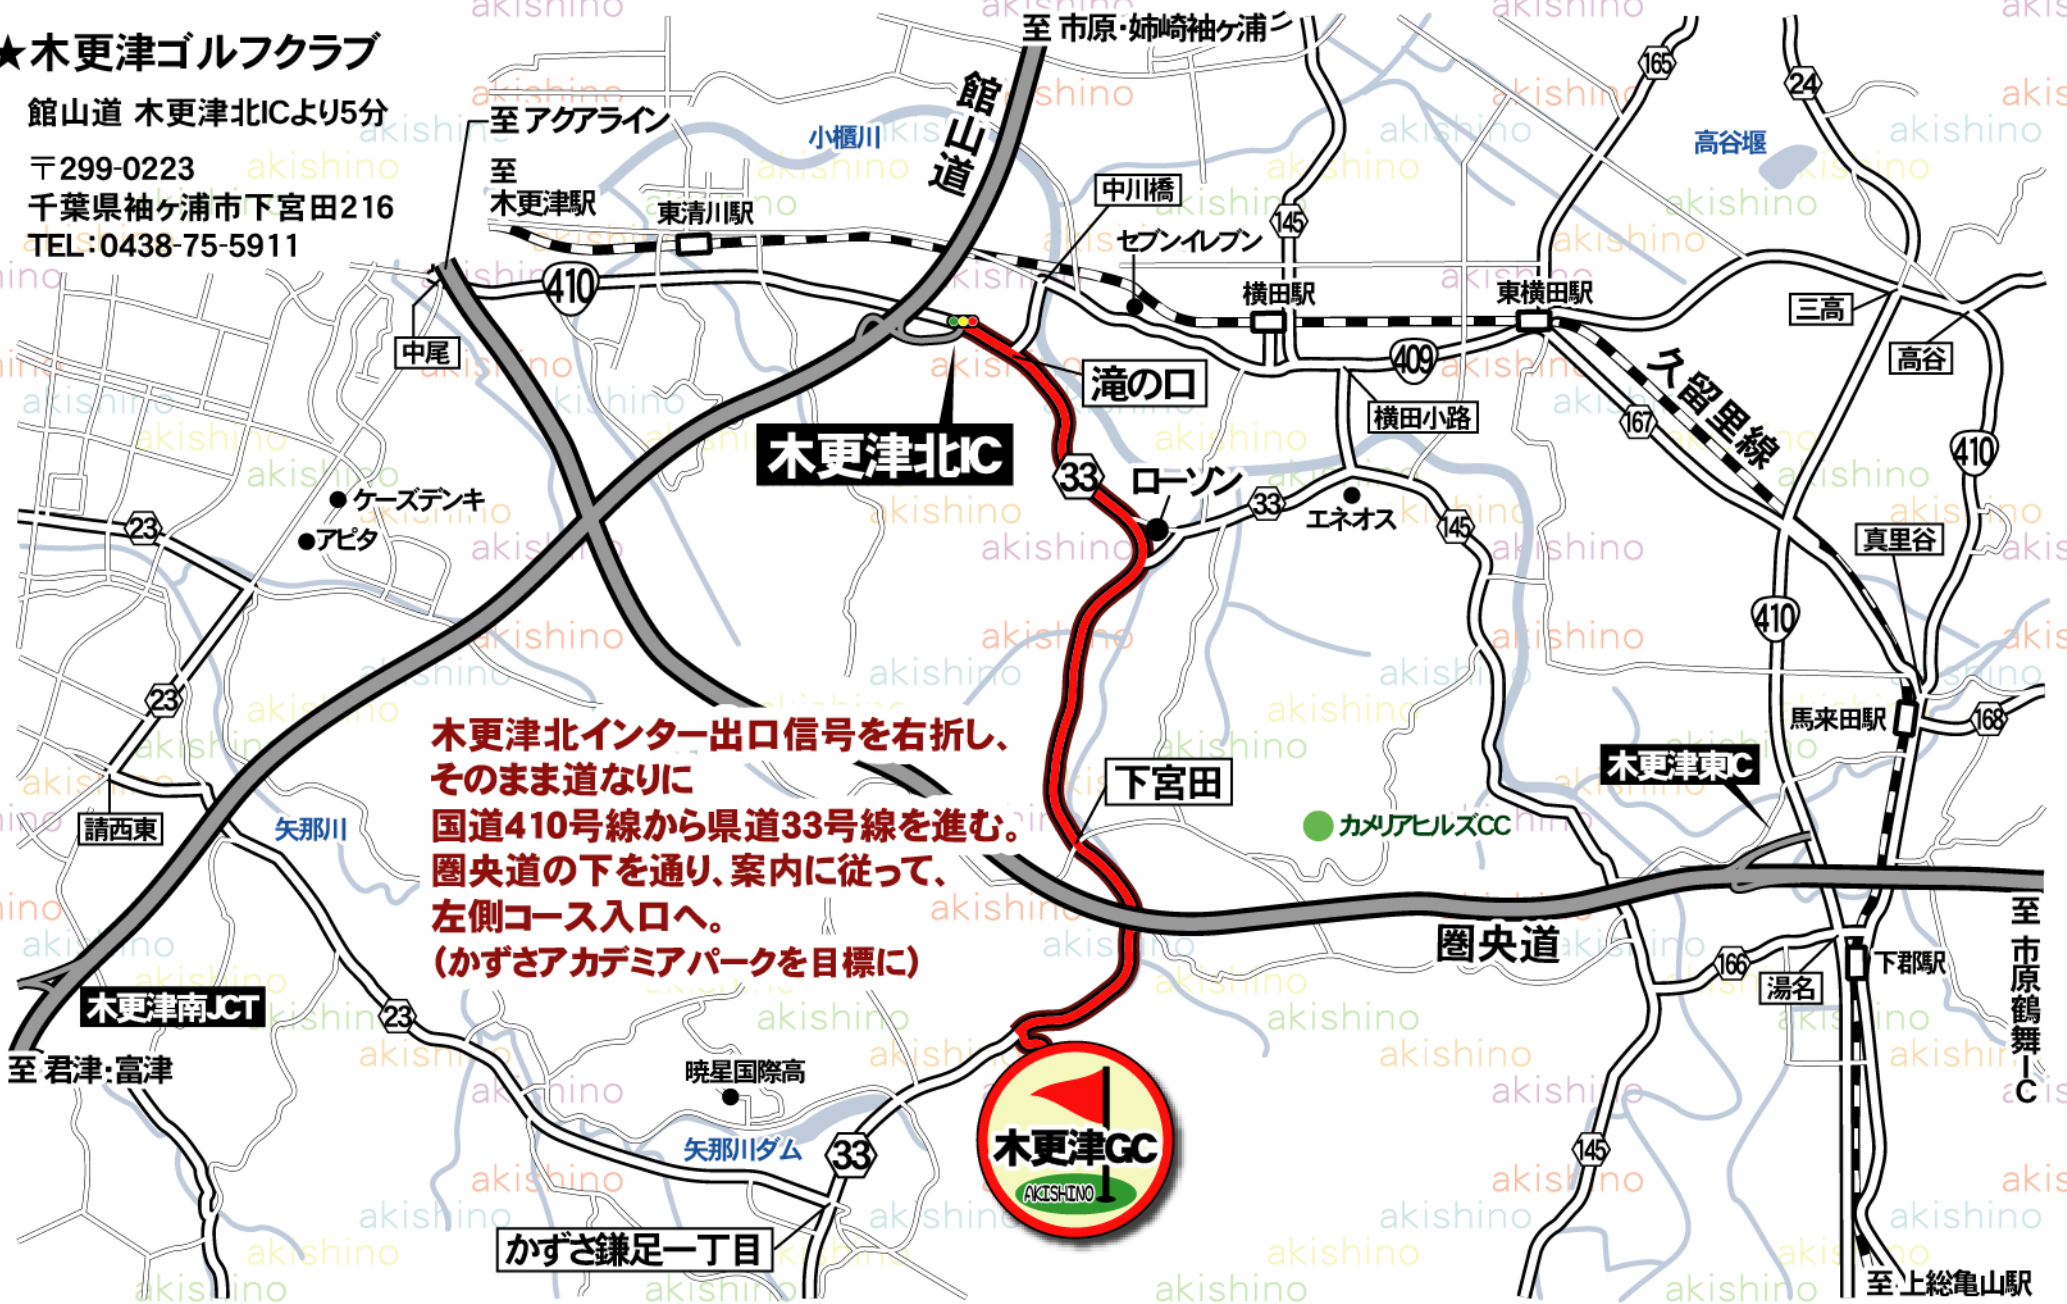 ★木更津ゴルフクラブ
館山道 木更津北ICより5分
〒299-0223
千葉県袖ヶ浦市下宮田216
TEL:0438-75-5911
至 市原・姉崎袖ヶ浦
至 アクアライン
至
木更津駅
東清川駅
小櫃川
館山道
中川橋
セブンイレブン
145
165
24
高谷堰
410
横田駅
東横田駅
三高
高谷
中尾
滝の口
409
横田小路
167
久留里線
410
木更津北IC
33
ローソン
33
エネオス
145
真里谷
ケーズデンキ
アピタ
23
23
410
馬来田駅
168
木更津東IC
請西東
矢那川
木更津北インター出口信号を右折し、
そのまま道なりに
国道410号線から県道33号線を進む。
圏央道の下を通り、案内に従って、
左側コース入口へ。
(かずさアカデミアパークを目標に)
下宮田
カメリアヒルズCC
圏央道
166
下郡駅
湯名
至 市原鶴舞IC
木更津南JCT
至 君津・富津
23
暁星国際高
矢那川ダム
33
木更津GC
AKISHINO
145
かずさ鎌足一丁目
至 上総亀山駅
akishino